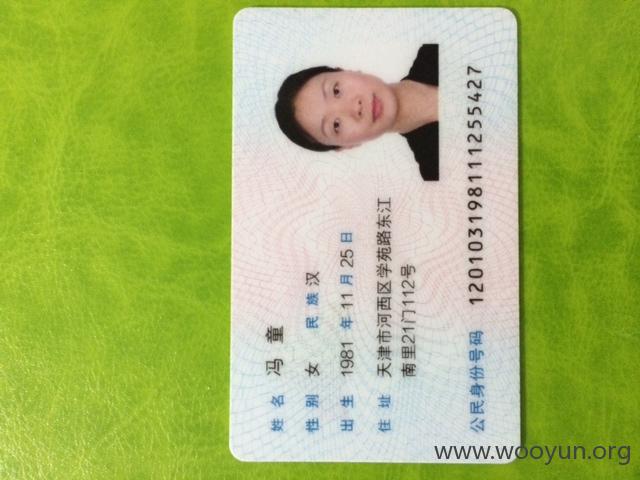 姓名 冯童
性别 女 民族 汉
出生 1981 年 11 月 25 日
住址 天津市河西区学苑路东江
南里21门112号
公民身份号码 120103198111255427
www.wooyun.org